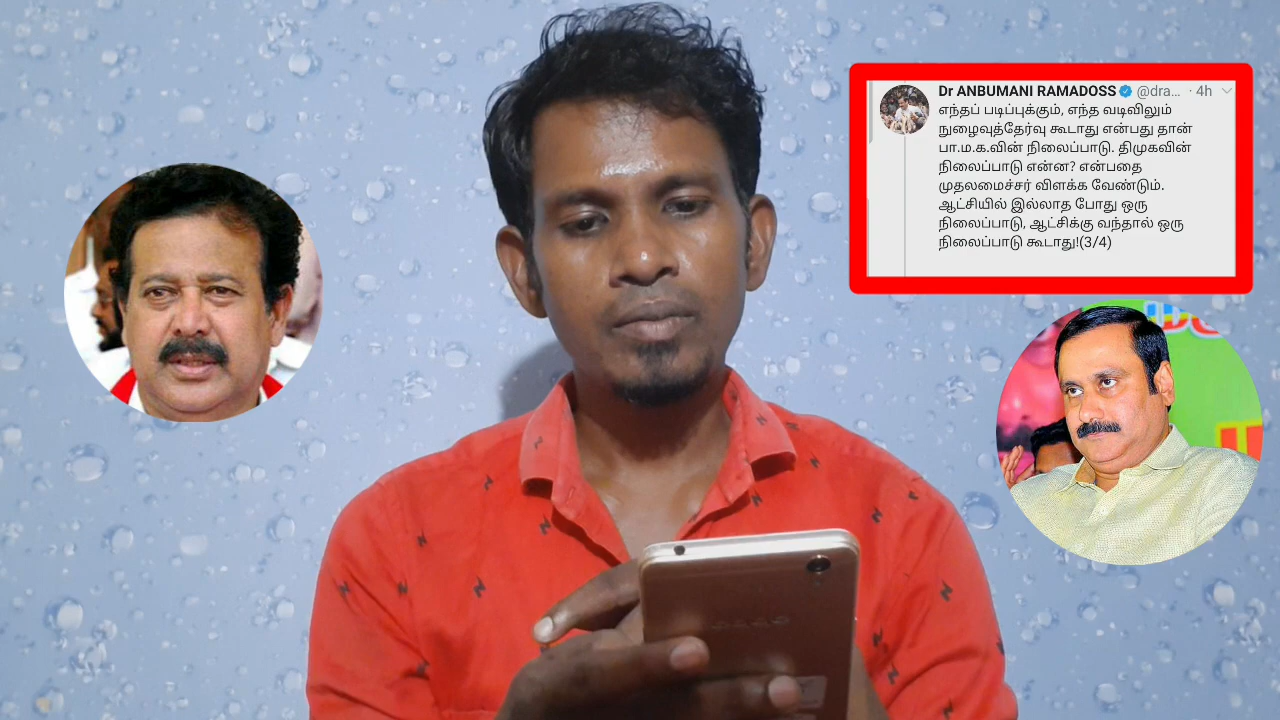 Dr ANBUMANI RAMADOSS @dra... · 4h
எந்தப் படிப்புக்கும், எந்த வடிவிலும்
நுழைவுத்தேர்வு கூடாது என்பது தான்
பா.ம.க.வின் நிலைப்பாடு. திமுகவின்
நிலைப்பாடு என்ன? என்பதை
முதலமைச்சர் விளக்க வேண்டும்.
ஆட்சியில் இல்லாத போது ஒரு
நிலைப்பாடு, ஆட்சிக்கு வந்தால் ஒரு
நிலைப்பாடு கூடாது!(3/4)